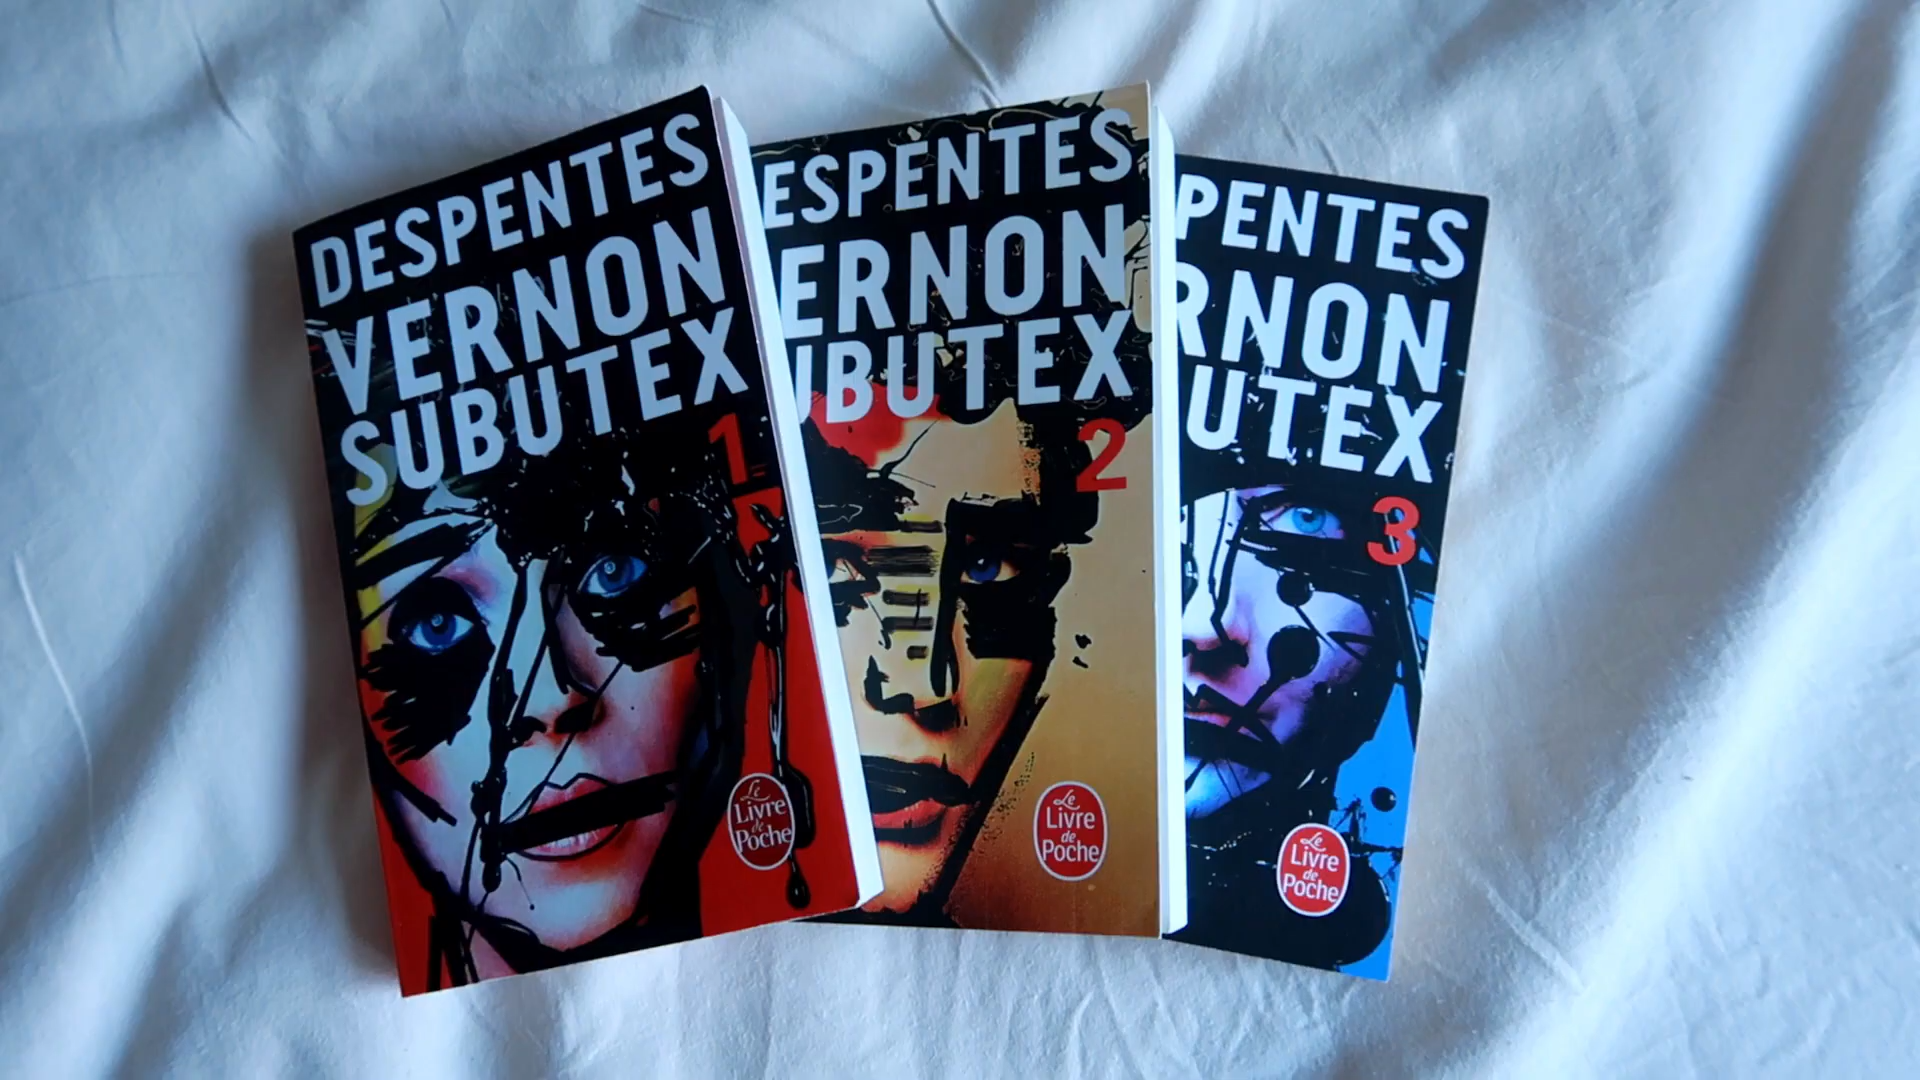 DESPENTES
VERNON
SUBUTEX
1
Le
Livre
de
Poche
ESPENTES
ERNON
UBUTEX
2
Le
Livre
de
Poche
PENTES
RNON
UTEX
3
Le
Livre
de
Poche